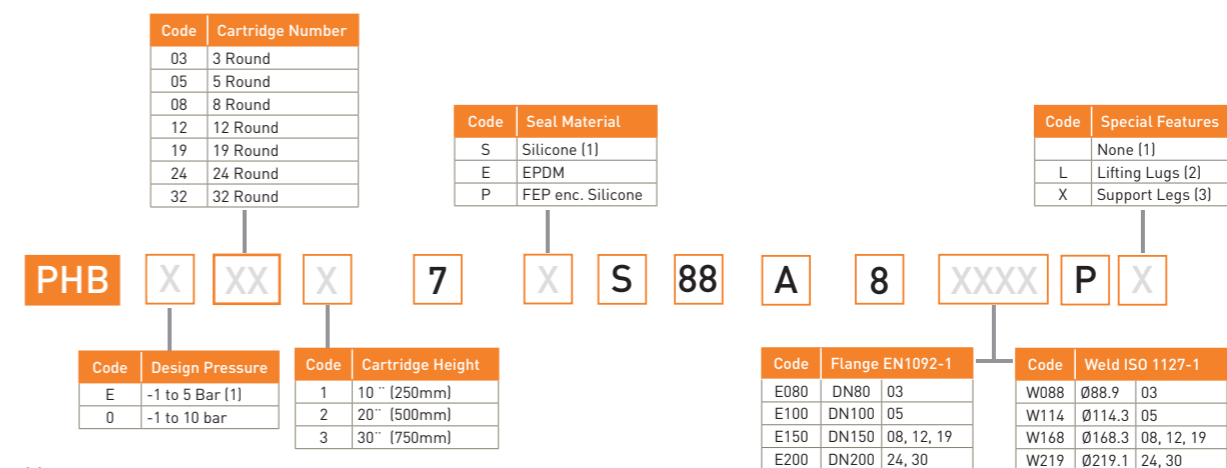 Code Cartridge Number
03 3 Round
05 5 Round
08 8 Round
12 12 Round
19 19 Round
24 24 Round
32 32 Round
Code Seal Material
S Silicone (1)
E EPDM
P FEP enc. Silicone
Code Special Features
None (1)
L Lifting Lugs (2)
X Support Legs (3)
PHB X XX X 7 X S 88 A 8 XXXX P X
Code Design Pressure
E -1 to 5 Bar (1)
0 -1 to 10 bar
Code Cartridge Height
1 10 ¨ (250mm)
2 20¨ (500mm)
3 30¨ (750mm)
Code Flange EN1092-1
E080 DN80 03
E100 DN100 05
E150 DN150 08, 12, 19
E200 DN200 24, 30
Code Weld ISO 1127-1
W088 Ø88.9 03
W114 Ø114.3 05
W168 Ø168.3 08, 12, 19
W219 Ø219.1 24, 30